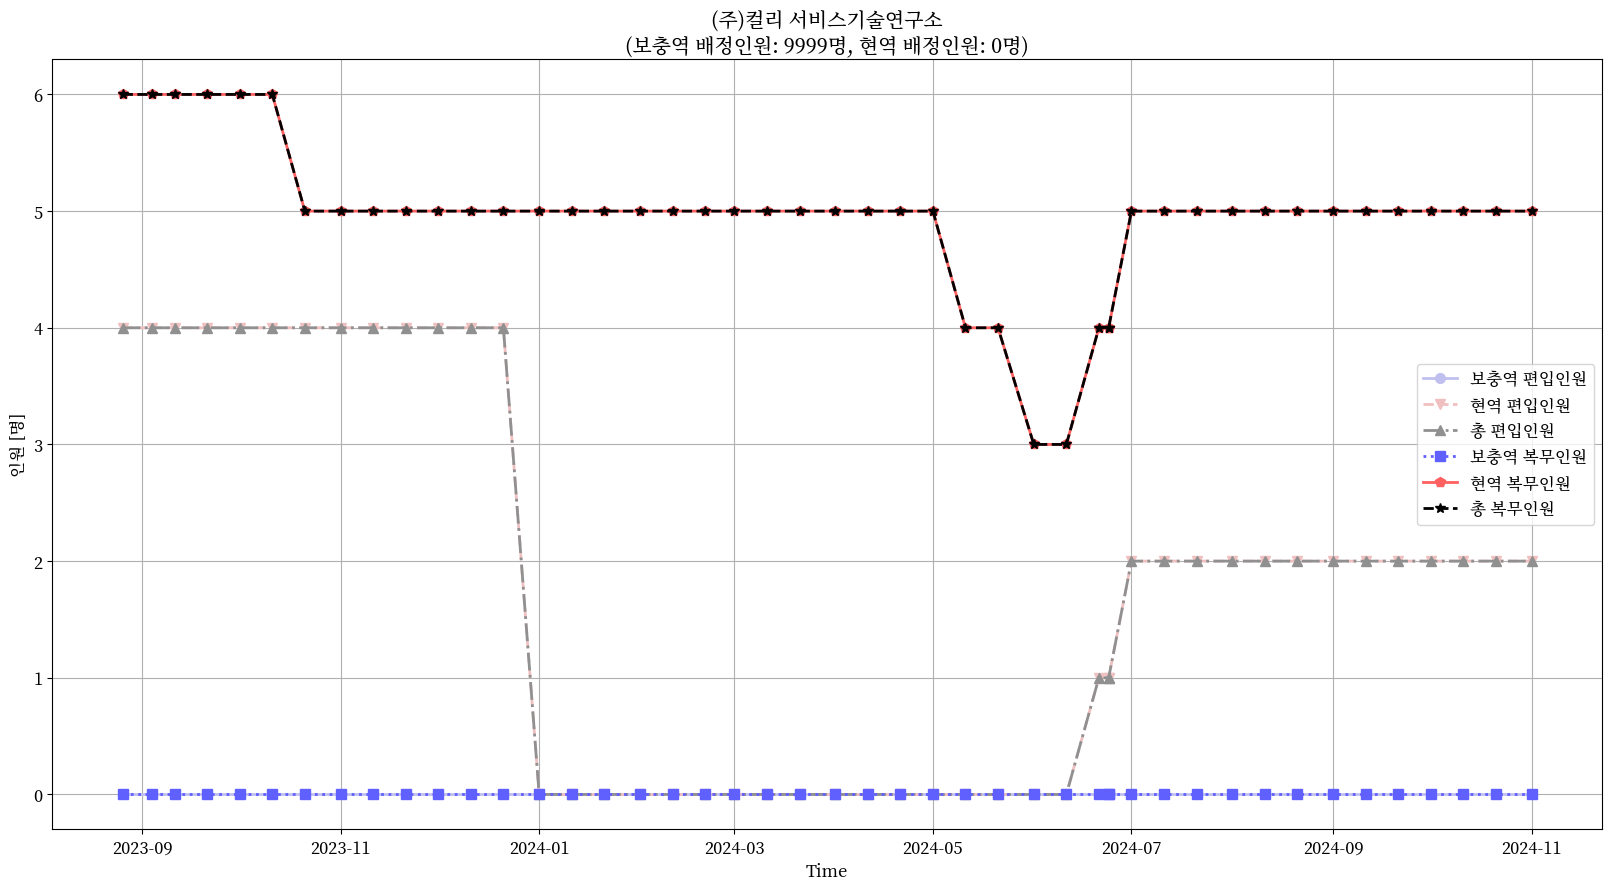 (주)컬리 서비스기술연구소
(보충역 배정인원: 9999명, 현역 배정인원: 0명)
6
5
4
3
2
1
0
인원 [명]
보충역 편입인원
현역 편입인원
총 편입인원
보충역 복무인원
현역 복무인원
총 복무인원
2023-09 2023-11 2024-01 2024-03 2024-05 2024-07 2024-09 2024-11
Time